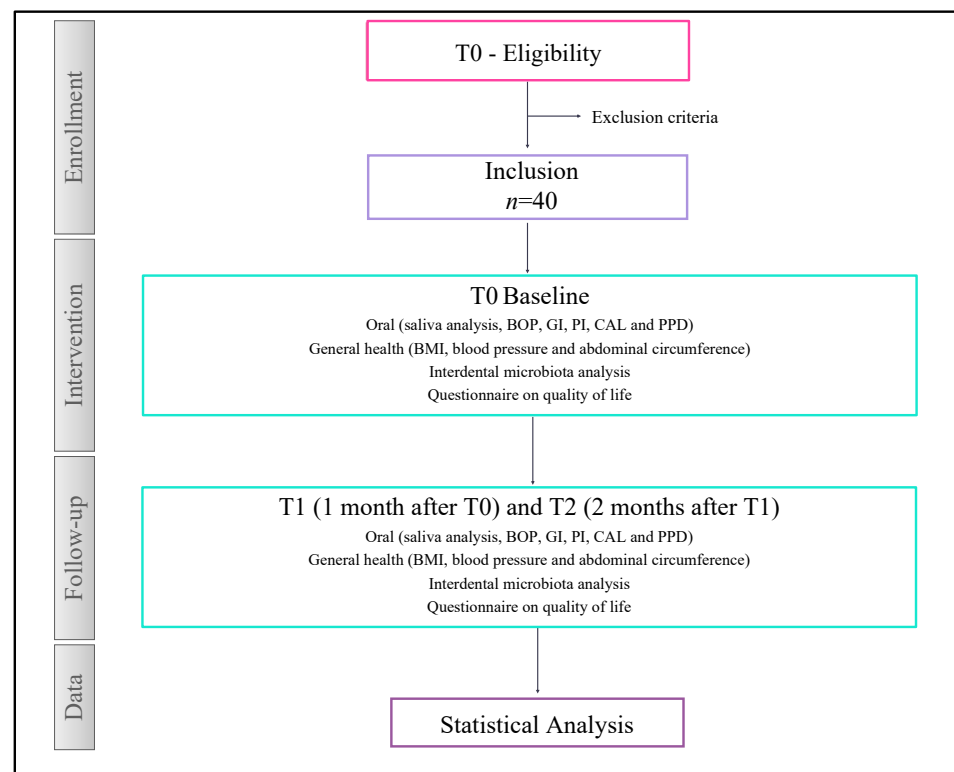 Enrollment
T0 - Eligibility
Exclusion criteria
Inclusion
n=40
Intervention
T0 Baseline
Oral (saliva analysis, BOP, GI, PI, CAL and PPD)
General health (BMI, blood pressure and abdominal circumference)
Interdental microbiota analysis
Questionnaire on quality of life
Follow-up
T1 (1 month after T0) and T2 (2 months after T1)
Oral (saliva analysis, BOP, GI, PI, CAL and PPD)
General health (BMI, blood pressure and abdominal circumference)
Interdental microbiota analysis
Questionnaire on quality of life
Data
Statistical Analysis